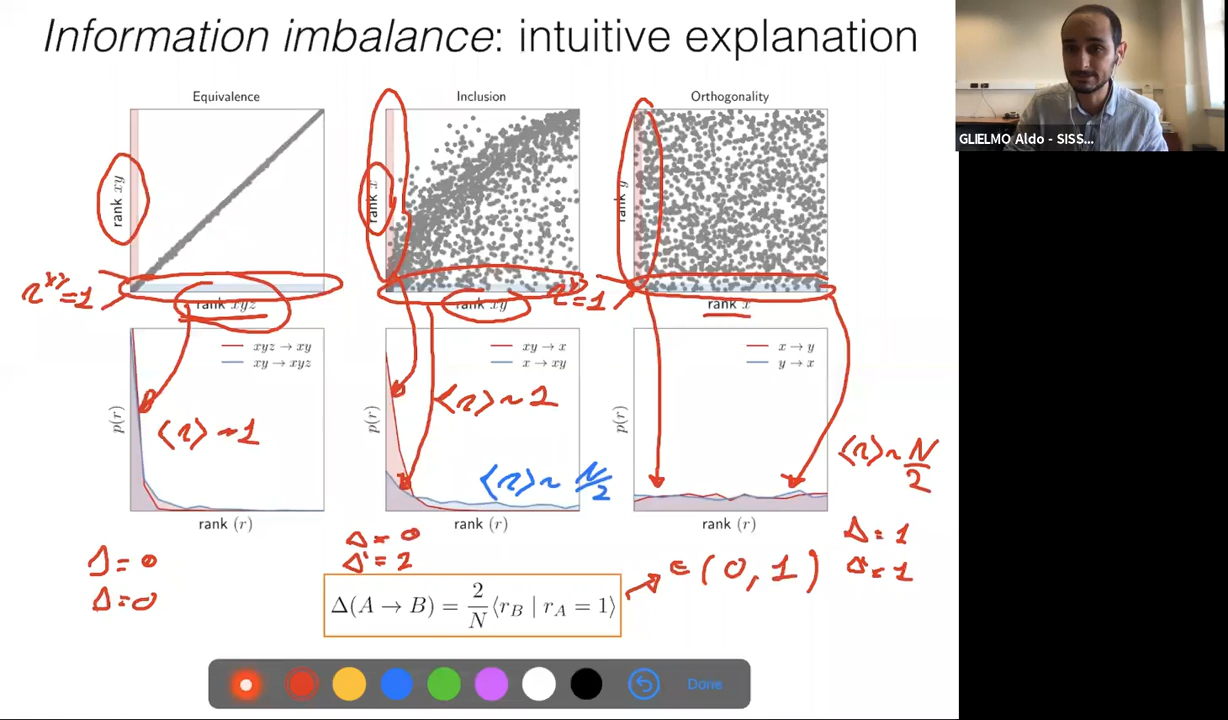 Information imbalance: intuitive explanation
GLIELMO Aldo - SISS...
Equivalence
Inclusion
Orthogonality
rank xy
rank x
rank y
=1
=1
rank xyz
rank xy
rank x
xyz → xy
xy → xyz
xy → x
x → xy
x → y
y → x
p(r)
p(r)
p(r)
⟨r⟩ ~ 1
⟨r⟩ ~ 1
⟨r⟩ ~ N/2
⟨r⟩ ~ N/2
rank (r)
rank (r)
rank (r)
Δ = 0
Δ = 0
Δ = 0
Δ = 1
Δ = 1
∈ (0, 1)
Δ(A → B) = 2/N ⟨r_B | r_A = 1⟩
Done